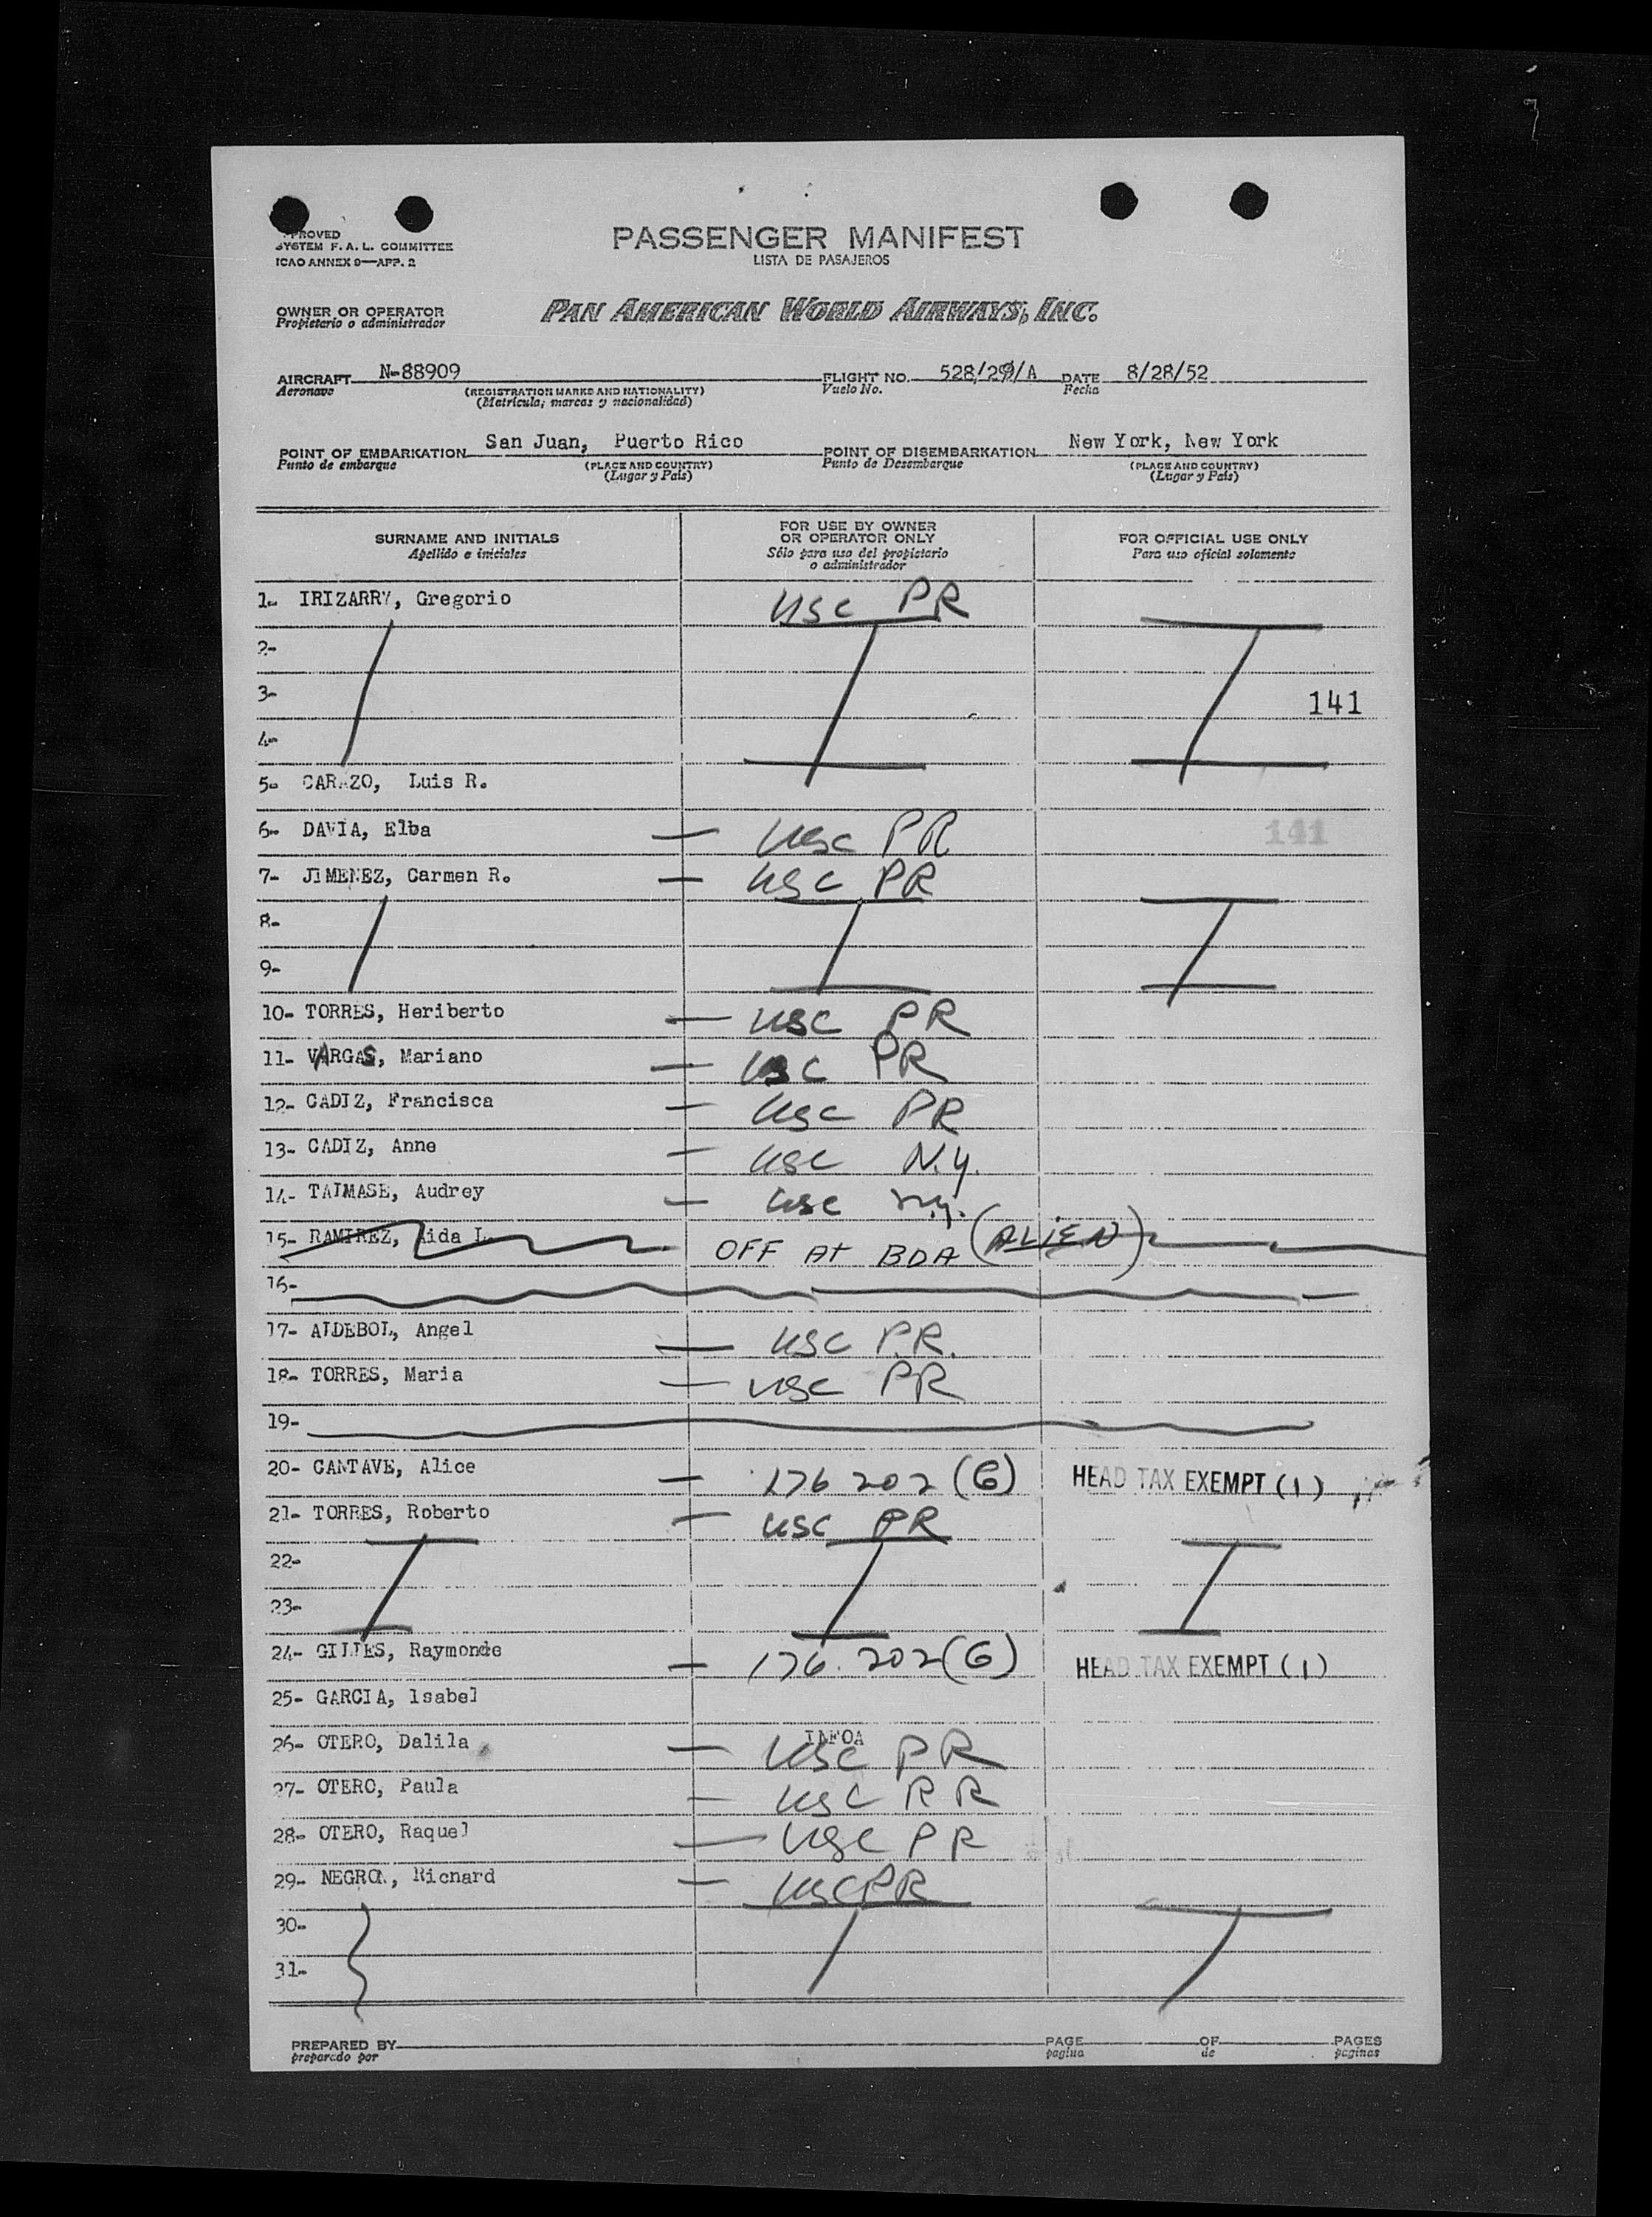 PASSENGER MANIFEST
LISTA DE PASAJEROS
SYSTEM F. A. L. COMMITTEE
ICAO ANNEX 9—APP. 2
OWNER OR OPERATOR
Propietario o administrador
PAN AMERICAN WORLD AIRWAYS, INC.
AIRCRAFT N-88909 FLIGHT NO. 528/29/A DATE 8/28/52
Aeronave (REGISTRATION MARKS AND NATIONALITY) Vuelo No. Fecha
(Matrícula, marcas y nacionalidad)
POINT OF EMBARKATION San Juan, Puerto Rico POINT OF DISEMBARKATION New York, New York
Punto de embarque (PLACE AND COUNTRY) Punto de Desembarque (PLACE AND COUNTRY)
(Lugar y País) (Lugar y País)
SURNAME AND INITIALS FOR USE BY OWNER OR OPERATOR ONLY FOR OFFICIAL USE ONLY
Apellido e iniciales Sólo para uso del propietario o administrador Para uso oficial solamente
1- IRIZARRY, Gregorio USC PR
2-
3- 141
4-
5- CARAZO, Luis R.
6- DAVIA, Elba — USC PR 141
7- JIMENEZ, Carmen R. — USC PR
8-
9-
10- TORRES, Heriberto — USC PR
11- VARGAS, Mariano — USC PR
12- CADIZ, Francisca — USC PR
13- CADIZ, Anne — USC N.Y.
14- TAIMASE, Audrey — USC N.Y.
15- RAMIREZ, Aida L. OFF At BDA (ALIEN)
16-
17- AIDEBOL, Angel — USC P.R.
18- TORRES, Maria — USC PR
19-
20- CANTAVE, Alice — 176 202 (G) HEAD TAX EXEMPT (1)
21- TORRES, Roberto — USC PR
22-
23-
24- GILLES, Raymonde — 176.202 (G) HEAD TAX EXEMPT (1)
25- GARCIA, Isabel
26- OTERO, Dalila — USC PR
27- OTERO, Paula — USC PR
28- OTERO, Raquel — USC PR
29- NEGRON, Richard — USC PR
30-
31-
PREPARED BY PAGE OF PAGES
preparado por pagina de paginas